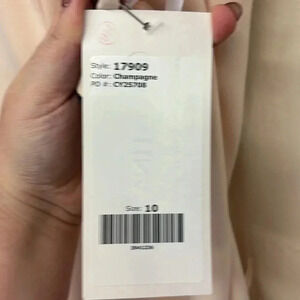 Style: 17909
Color: Champagne
PO #: CY25708
Size: 10